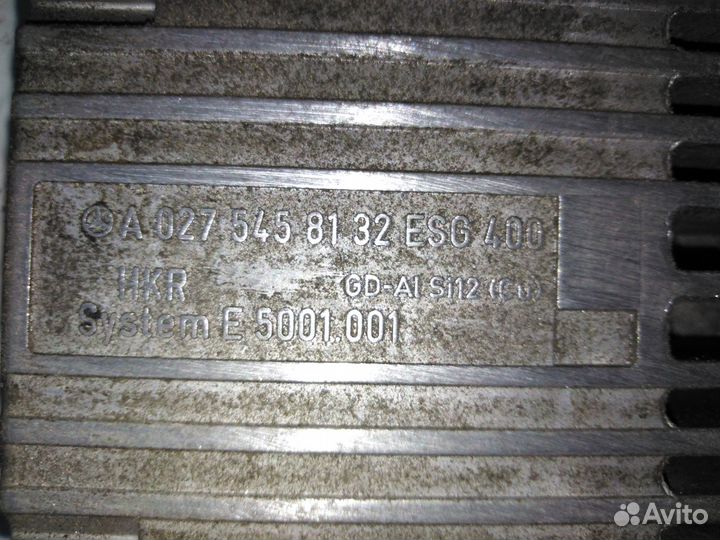 A 027 545 81 32 ESG 400
HKR GD-Al Si12 (Cu)
System E 5001.001
Avito